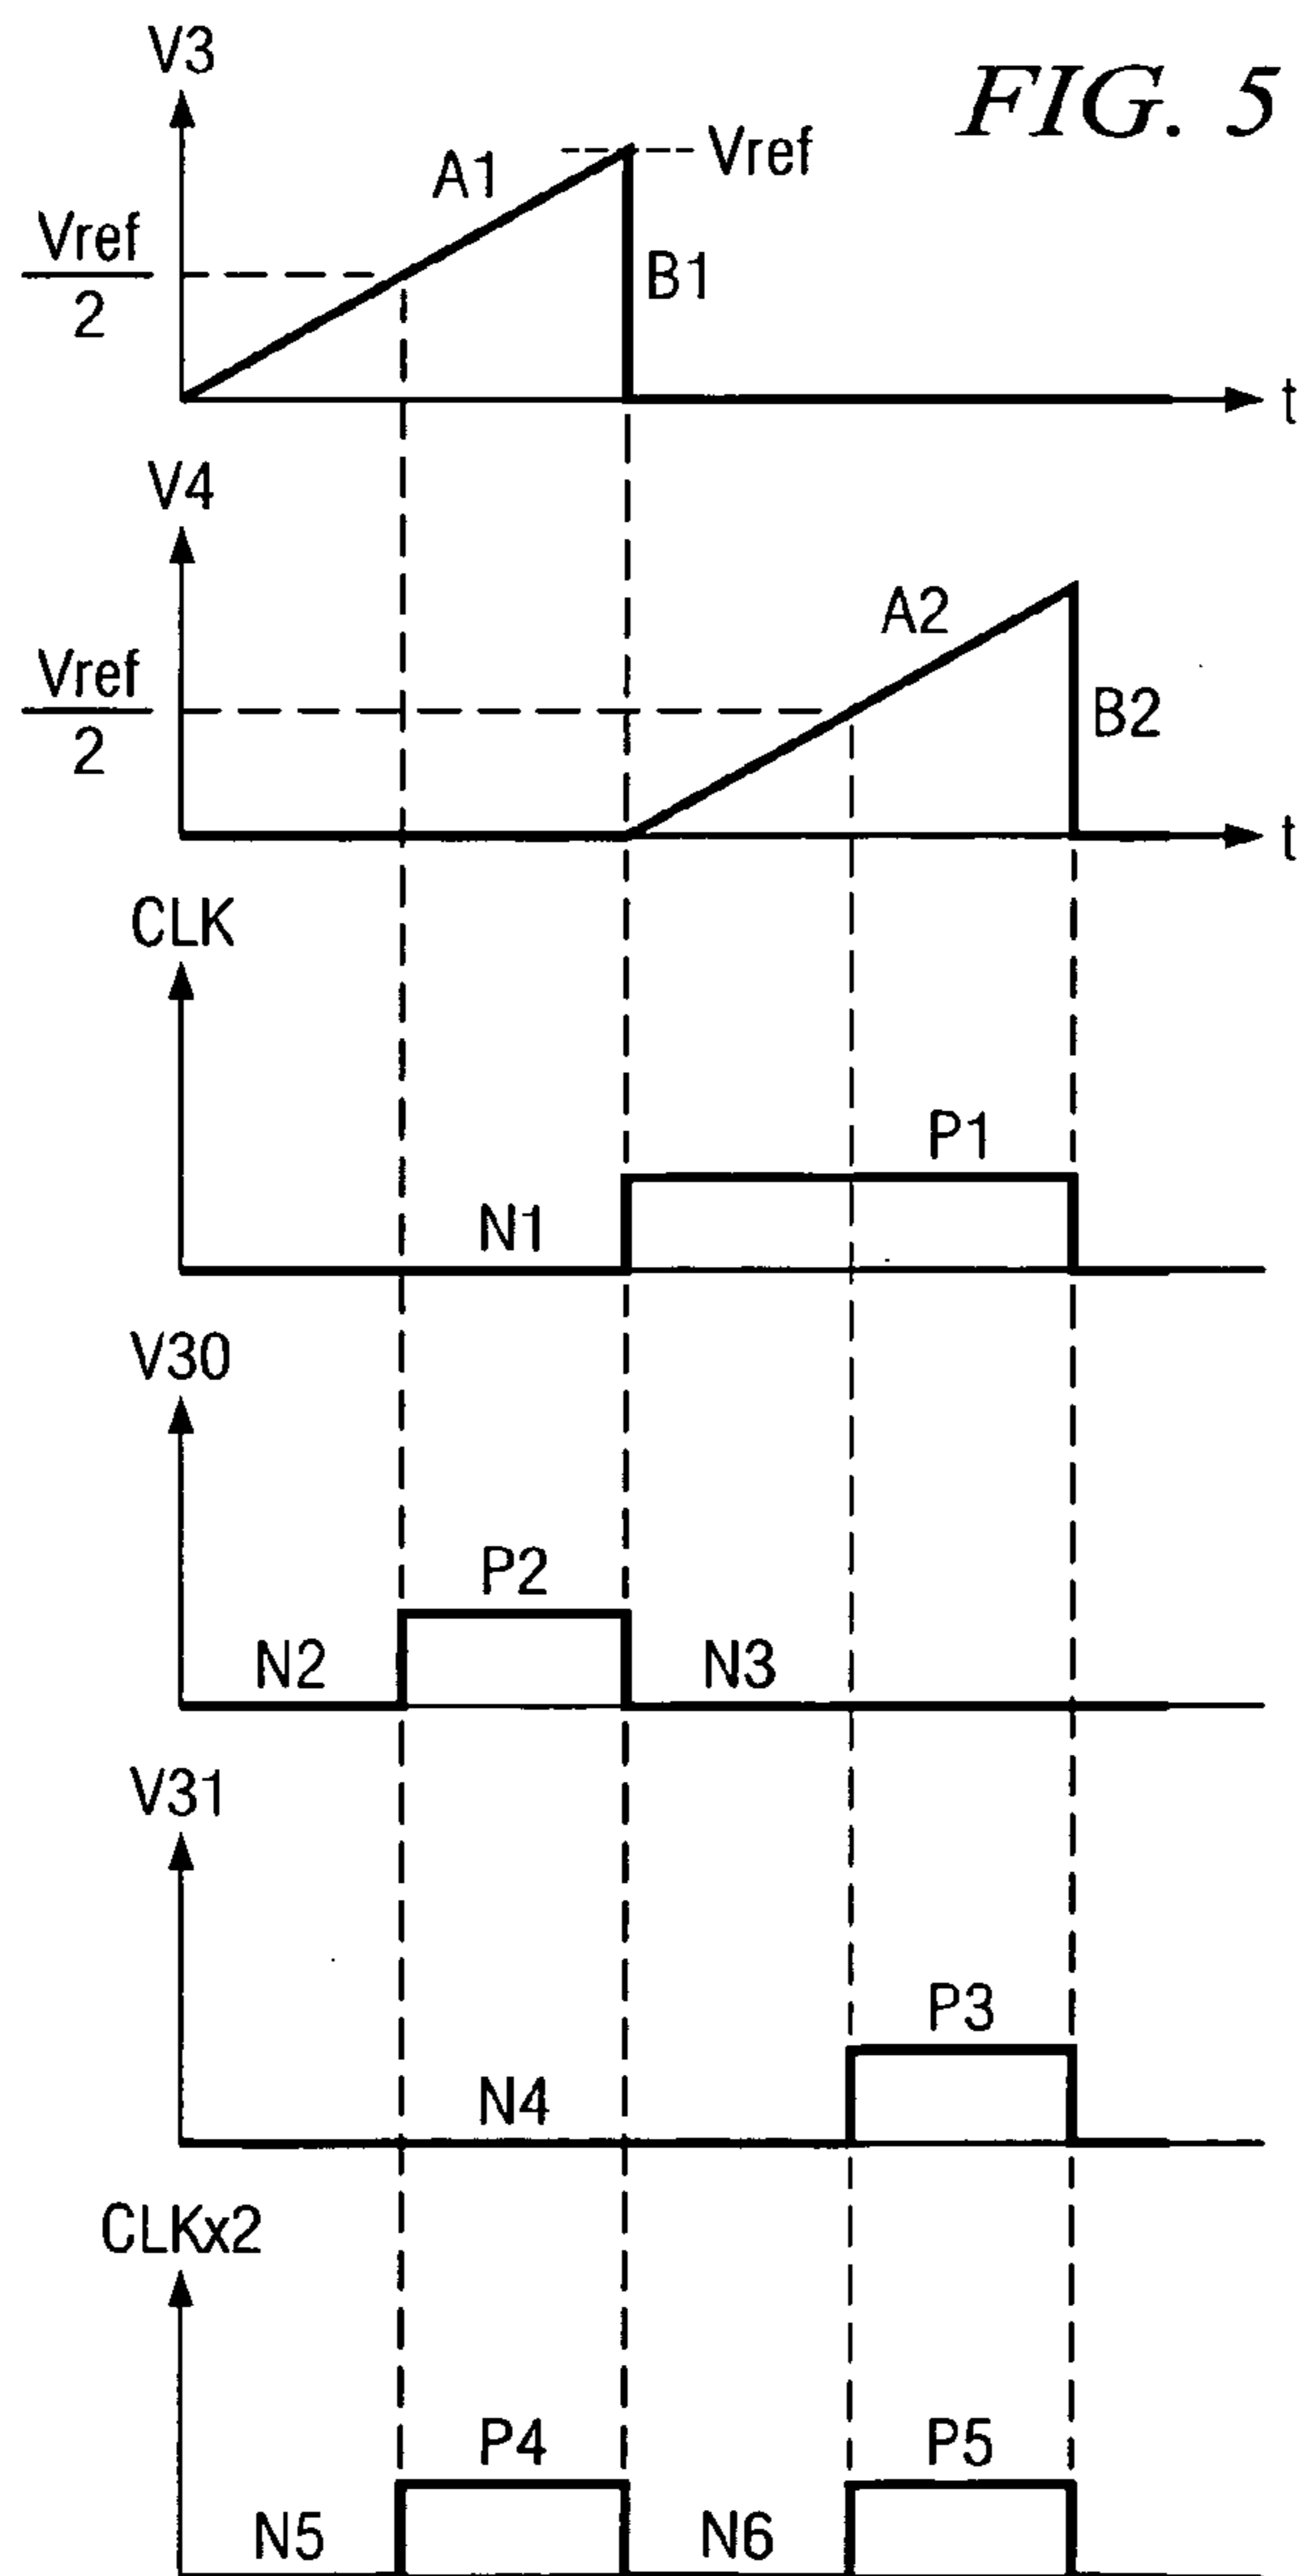 FIG. 5
V3
A1
Vref
Vref
2
B1
t
V4
A2
Vref
2
B2
t
CLK
P1
N1
V30
P2
N2
N3
V31
P3
N4
CLKx2
P4
P5
N5
N6